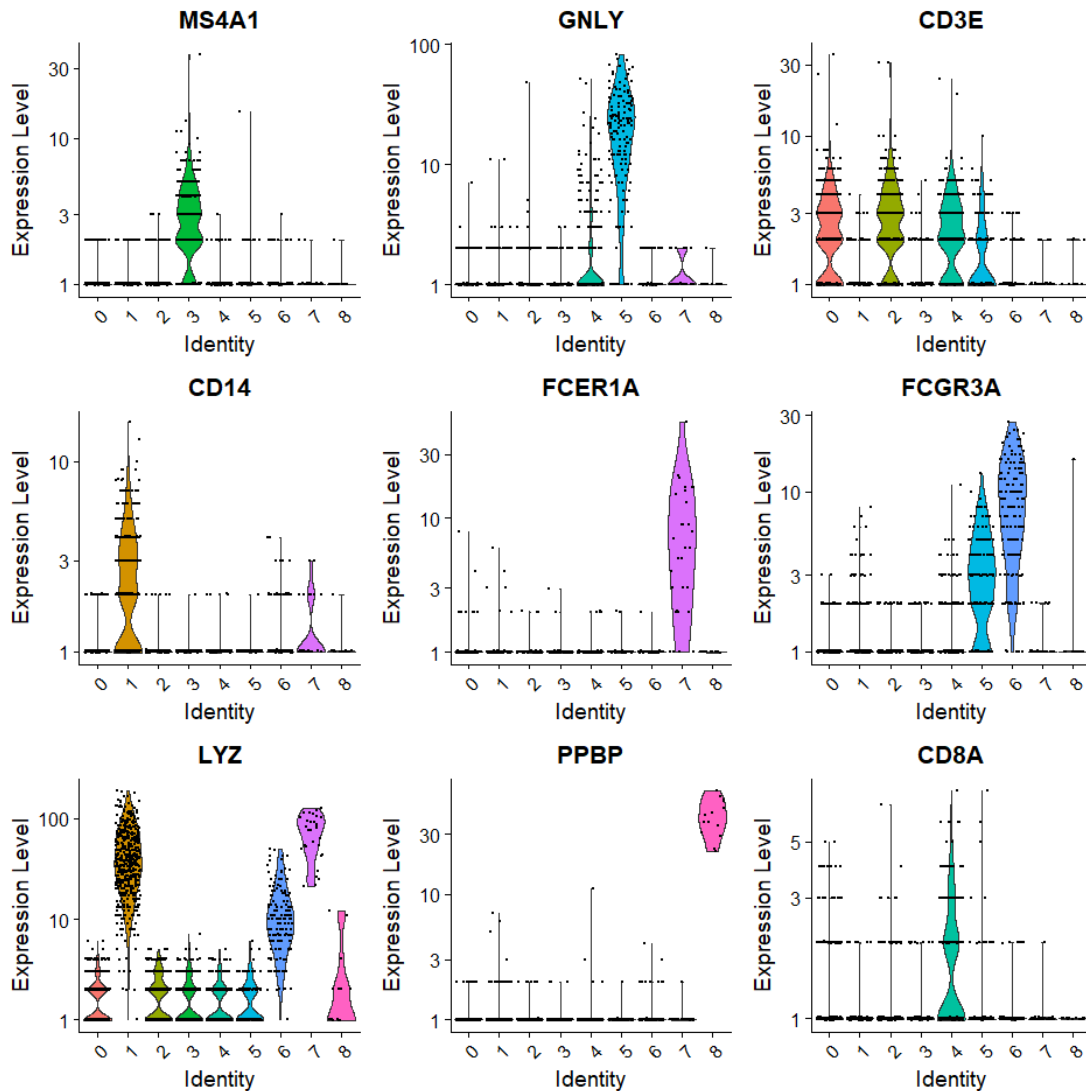 MS4A1
Expression Level
30
10
3
1
0 1 2 3 4 5 6 7 8
Identity
GNLY
Expression Level
100
10
1
0 1 2 3 4 5 6 7 8
Identity
CD3E
Expression Level
30
10
3
1
0 1 2 3 4 5 6 7 8
Identity
CD14
Expression Level
10
3
1
0 1 2 3 4 5 6 7 8
Identity
FCER1A
Expression Level
30
10
3
1
0 1 2 3 4 5 6 7 8
Identity
FCGR3A
Expression Level
30
10
3
1
0 1 2 3 4 5 6 7 8
Identity
LYZ
Expression Level
100
10
1
0 1 2 3 4 5 6 7 8
Identity
PPBP
Expression Level
30
10
3
1
0 1 2 3 4 5 6 7 8
Identity
CD8A
Expression Level
5
3
1
0 1 2 3 4 5 6 7 8
Identity